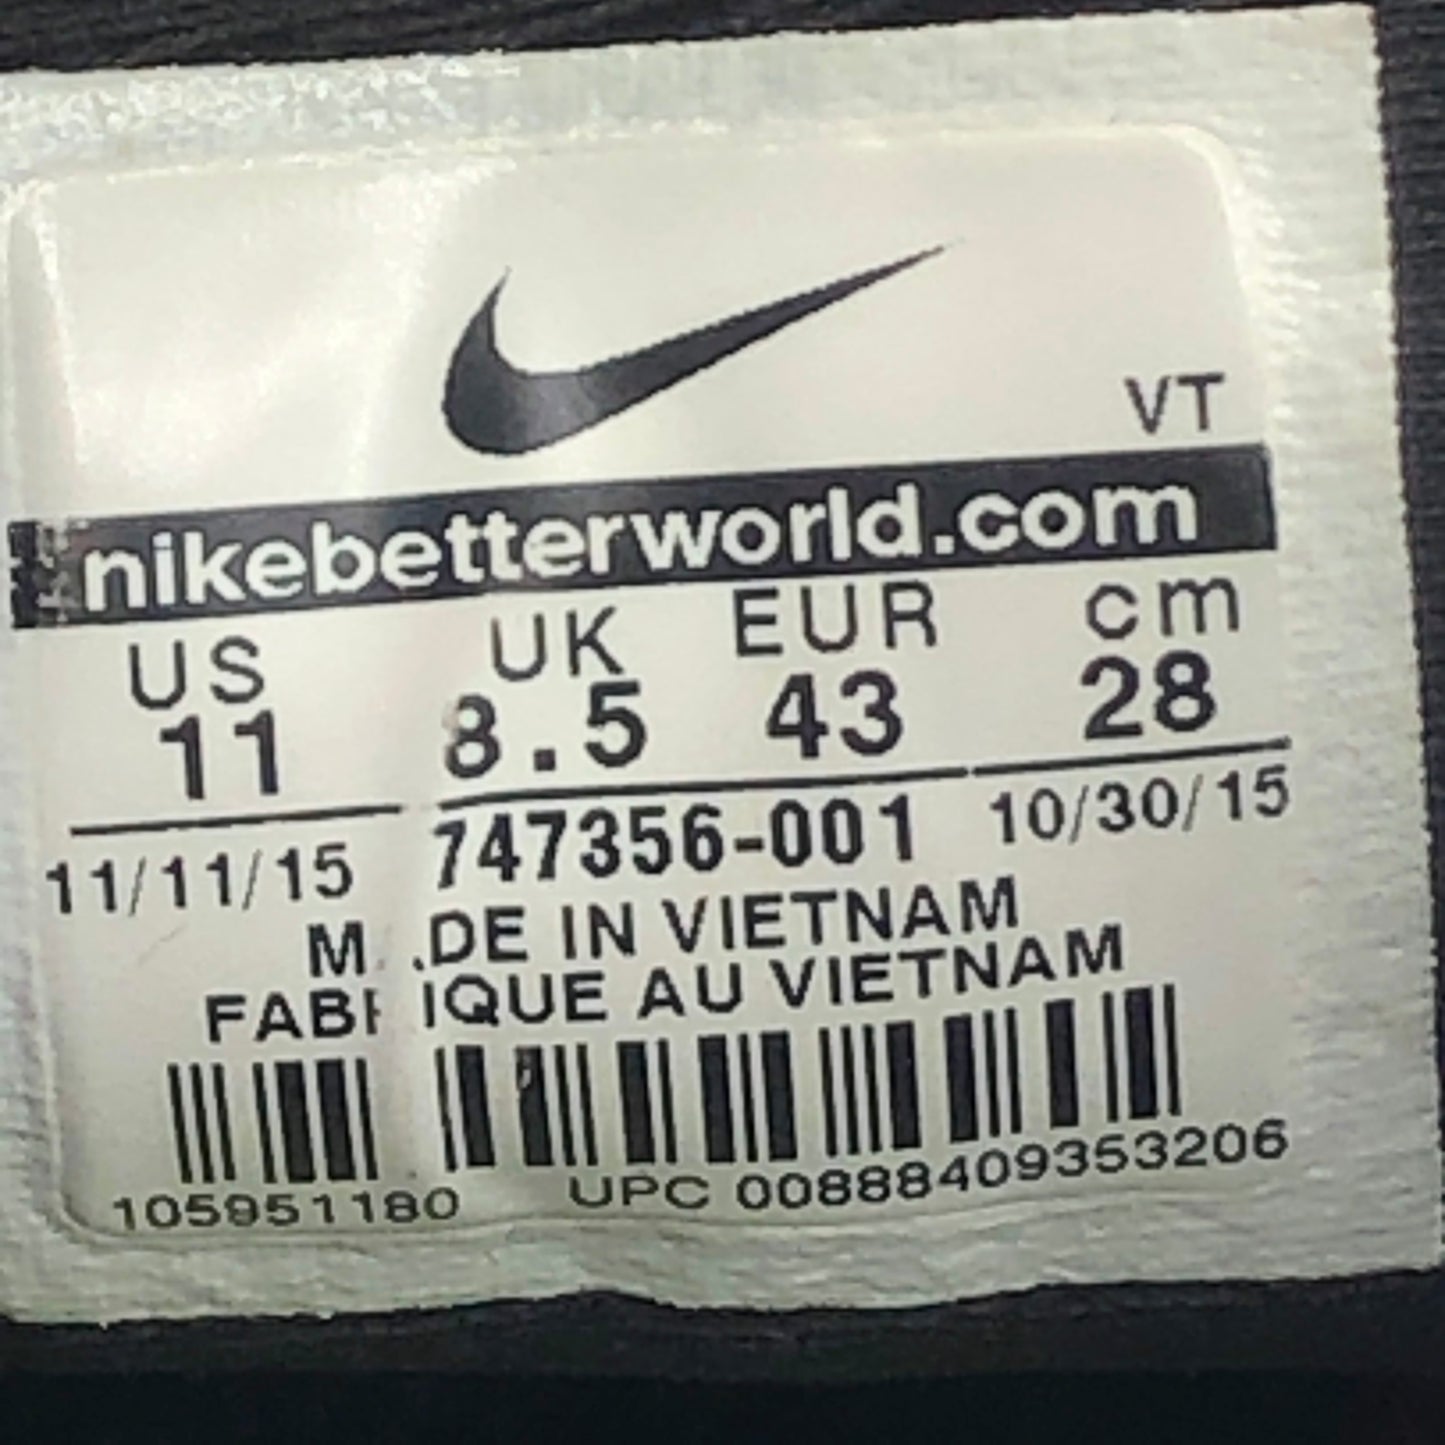 VT
nikebetterworld.com
US UK EUR cm
11 8.5 43 28
11/11/15 747356-001 10/30/15
M .DE IN VIETNAM
FABR IQUE AU VIETNAM
105951180 UPC 00888409353206